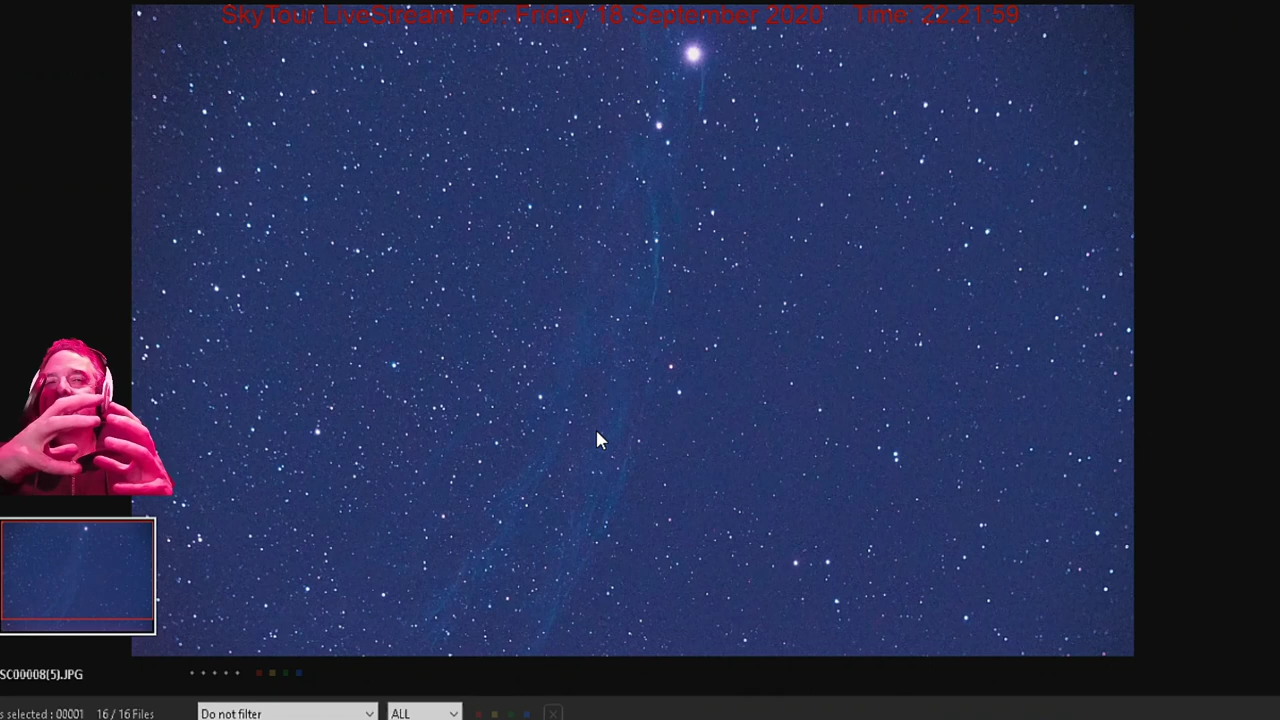 SkyTour LiveStream For: Friday 18 September 2020 Time: 22:21:59
SC00008(5).JPG
s selected : 00001 16 / 16 Files Do not filter ALL